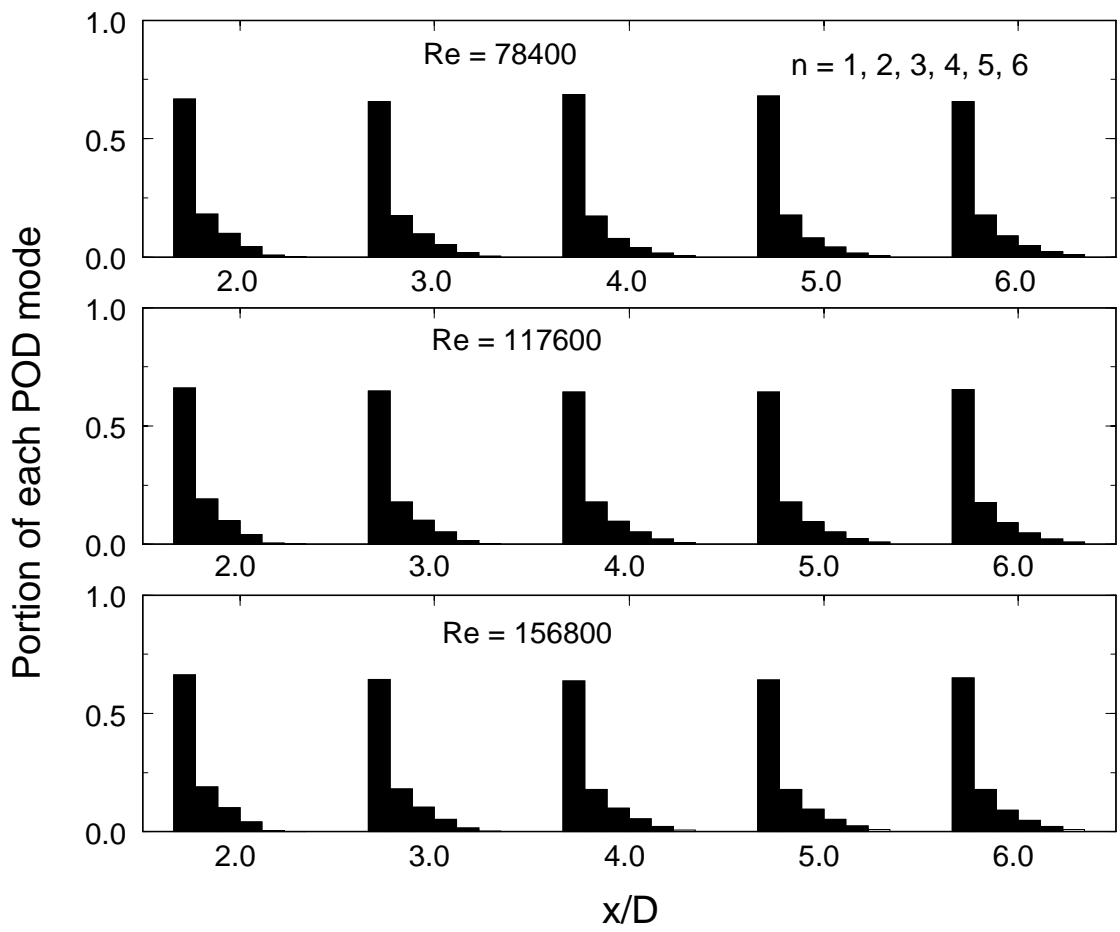 Portion of each POD mode
1.0
Re = 78400
n = 1, 2, 3, 4, 5, 6
0.5
0.0
2.0 3.0 4.0 5.0 6.0
1.0
Re = 117600
0.5
0.0
2.0 3.0 4.0 5.0 6.0
1.0
Re = 156800
0.5
0.0
2.0 3.0 4.0 5.0 6.0
x/D